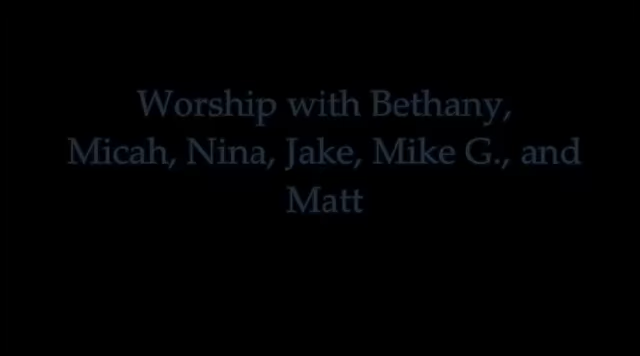 Worship with Bethany,
Micah, Nina, Jake, Mike G., and
Matt